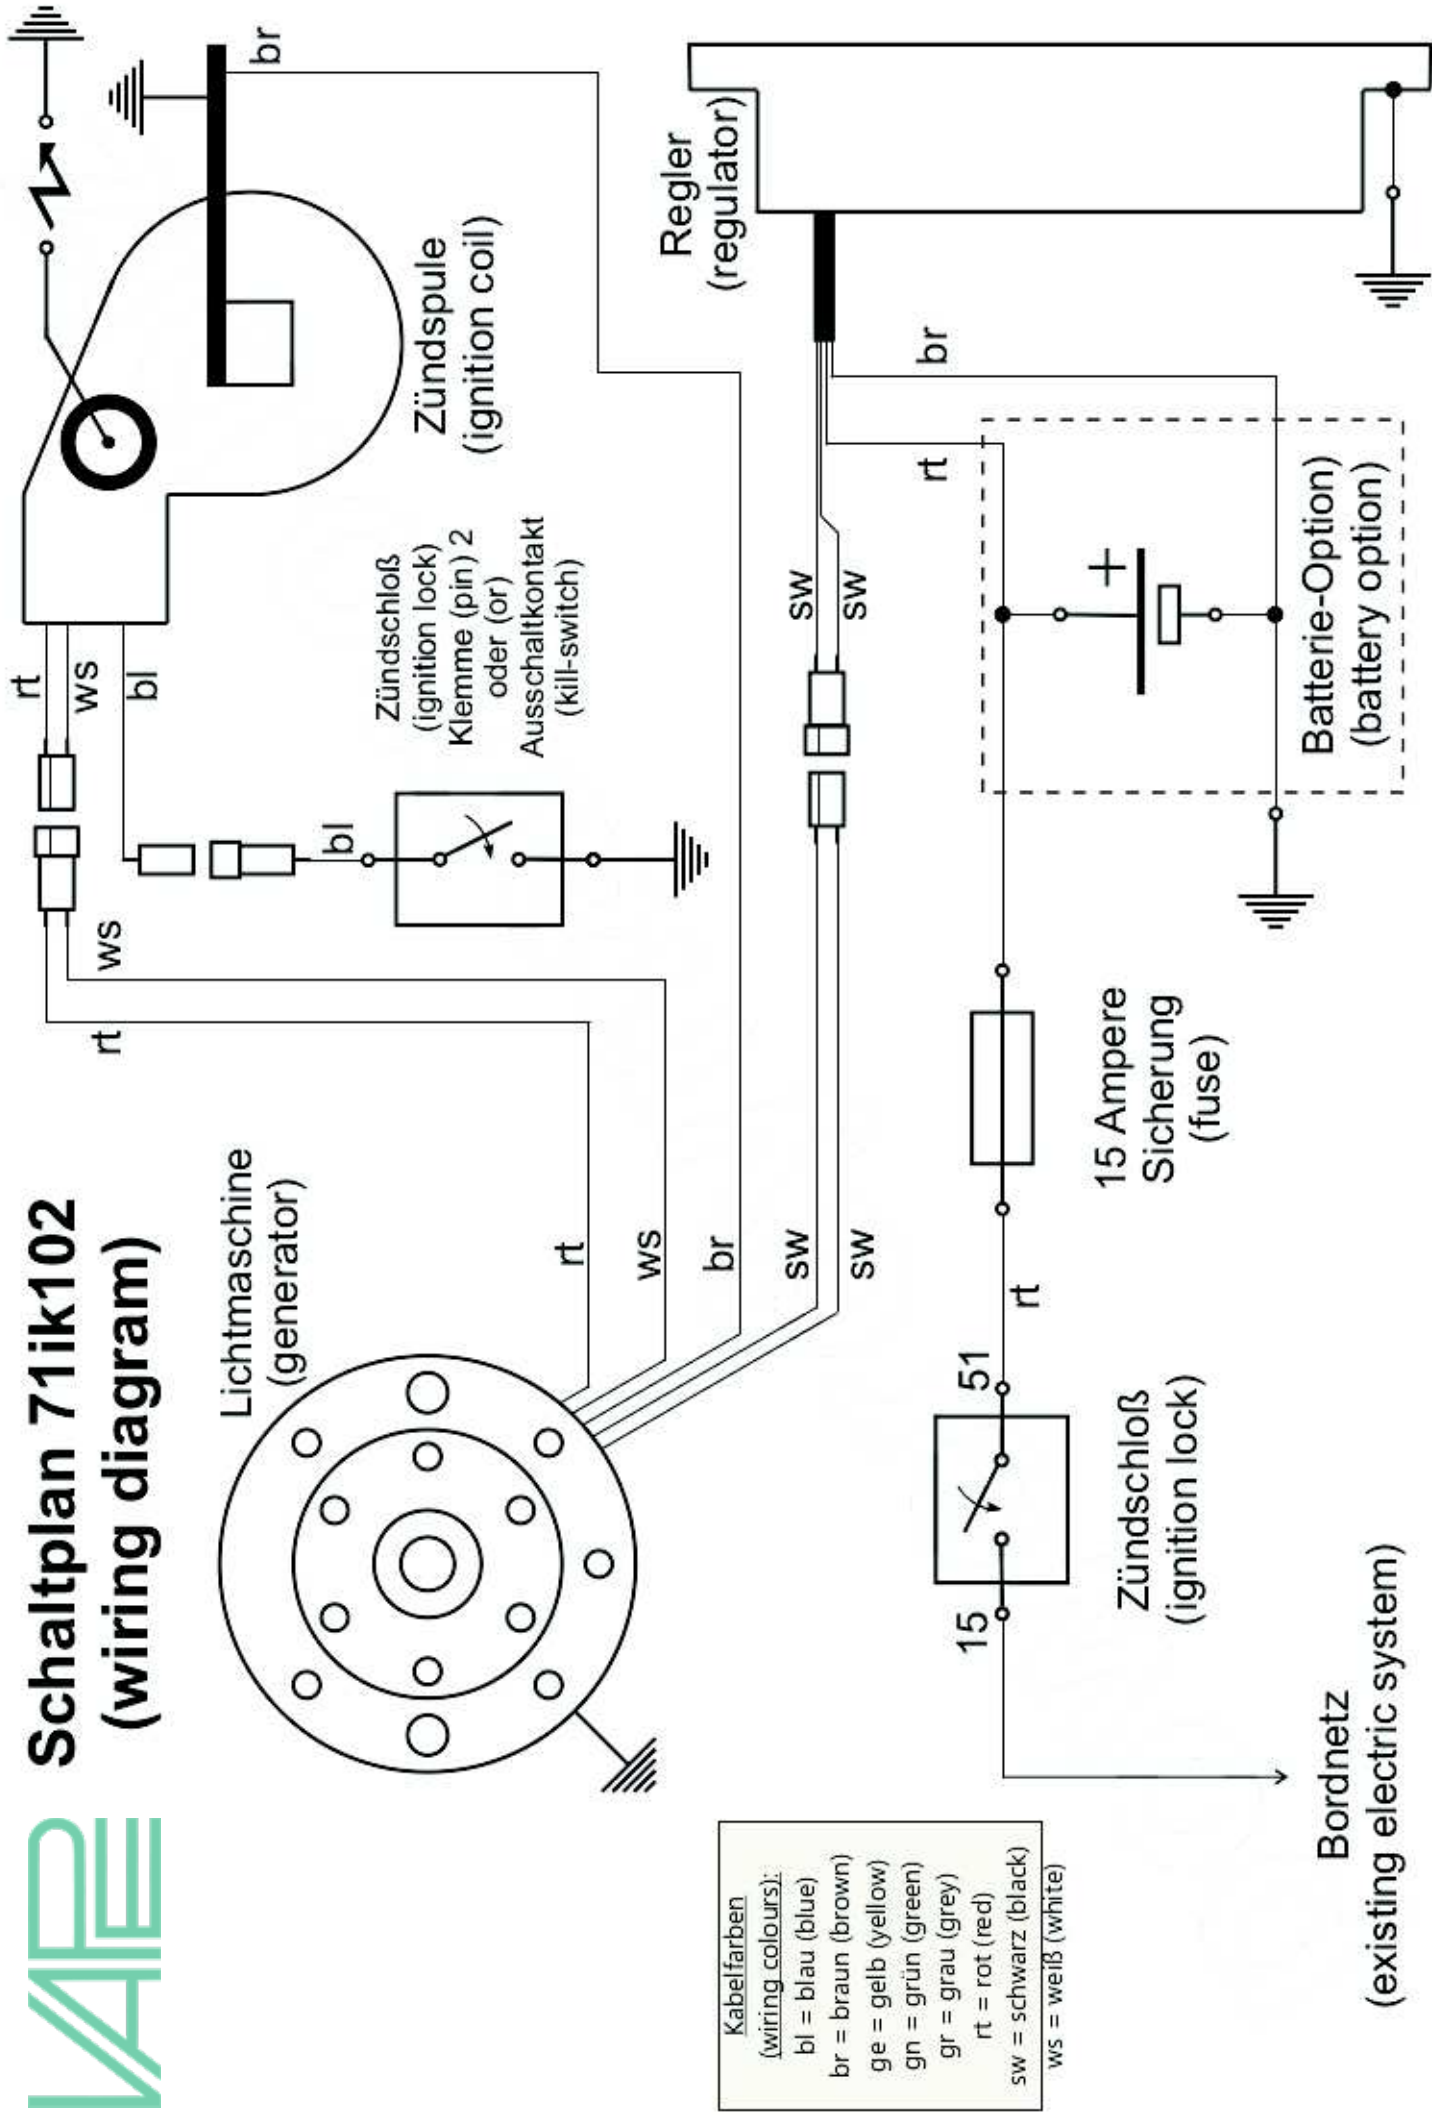 VAPE
Schaltplan 71ik102
(wiring diagram)
Lichtmaschine
(generator)
rt
ws
br
sw
sw
rt
ws
rt
ws
bl
bl
Zündschloß
(ignition lock)
Klemme (pin) 2
oder (or)
Ausschaltkontakt
(kill-switch)
Zündspule
(ignition coil)
br
Regler
(regulator)
sw
sw
rt
br
+
Batterie-Option)
(battery option)
15 Ampere
Sicherung
(fuse)
rt
51
15
Zündschloß
(ignition lock)
Bordnetz
(existing electric system)
Kabelfarben
(wiring colours):
bl = blau (blue)
br = braun (brown)
ge = gelb (yellow)
gn = grün (green)
gr = grau (grey)
rt = rot (red)
sw = schwarz (black)
ws = weiß (white)